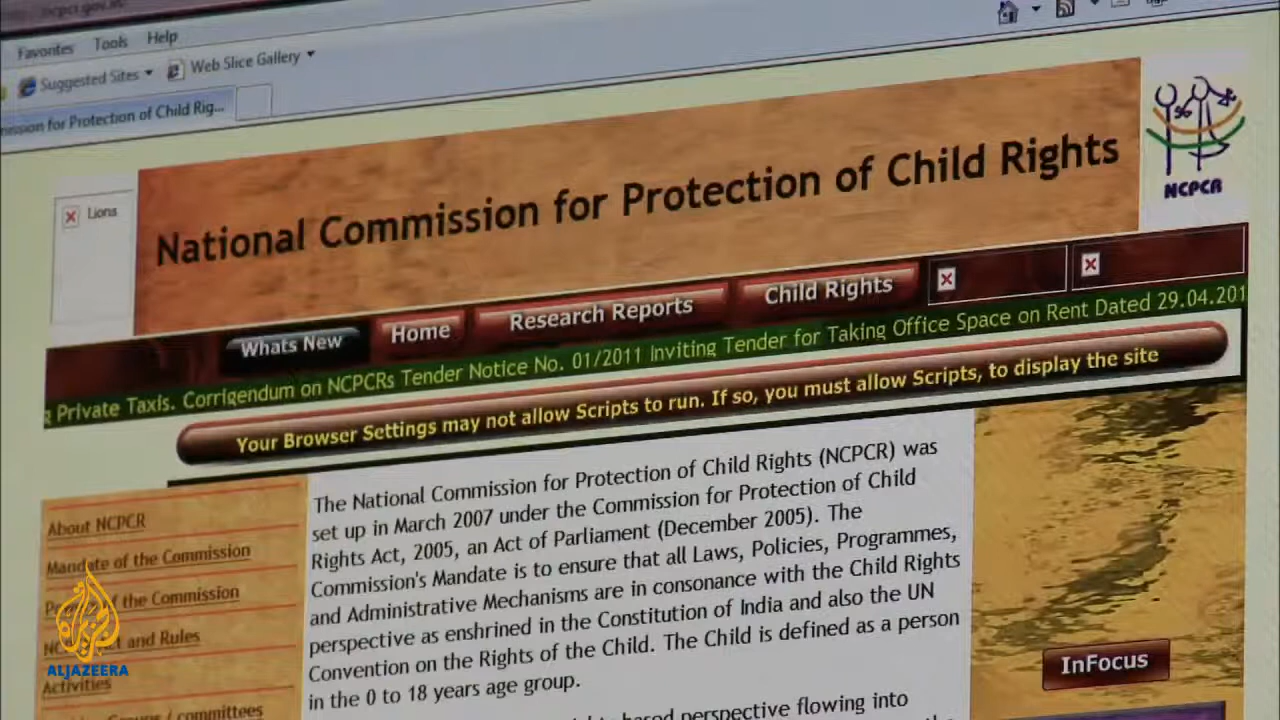 Favorites Tools Help
Suggested Sites Web Slice Gallery
for Protection of Child Rig...
Lions
National Commission for Protection of Child Rights
NCPCR
Whats New Home Research Reports Child Rights
Private Taxis. Corrigendum on NCPCRs Tender Notice No. 01/2011 Inviting Tender for Taking Office Space on Rent Dated 29.04.201
Your Browser Settings may not allow Scripts to run. If so, you must allow Scripts, to display the site
About NCPCR
Mandate of the Commission
of the Commission
and Rules
Activities
committees
The National Commission for Protection of Child Rights (NCPCR) was
set up in March 2007 under the Commission for Protection of Child
Rights Act, 2005, an Act of Parliament (December 2005). The
Commission's Mandate is to ensure that all Laws, Policies, Programmes,
and Administrative Mechanisms are in consonance with the Child Rights
perspective as enshrined in the Constitution of India and also the UN
Convention on the Rights of the Child. The Child is defined as a person
in the 0 to 18 years age group.
based perspective flowing into
InFocus
ALJAZEERA